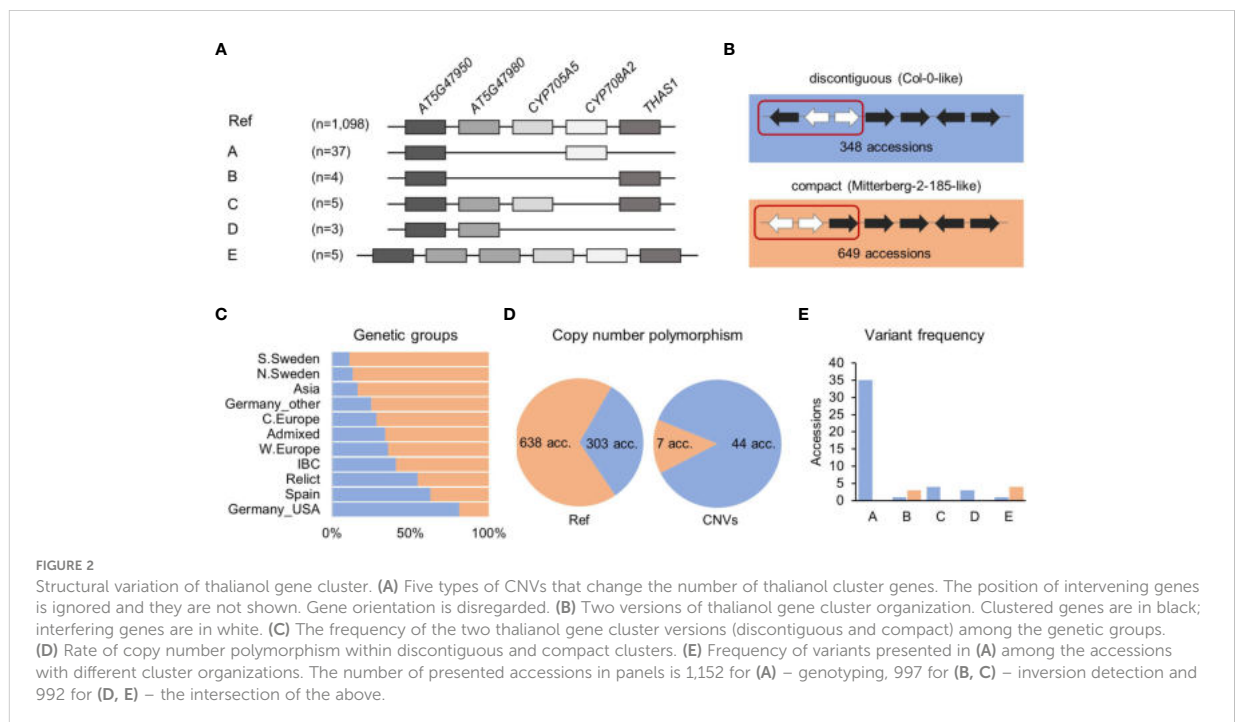 A
AT5G47950
AT5G47980
CYP705A5
CYP708A2
THAS1
Ref (n=1,098)
A (n=37)
B (n=4)
C (n=5)
D (n=3)
E (n=5)
B
discontiguous (Col-0-like)
348 accessions
compact (Mitterberg-2-185-like)
649 accessions
C
Genetic groups
S.Sweden
N.Sweden
Asia
Germany_other
C.Europe
Admixed
W.Europe
IBC
Relict
Spain
Germany_USA
0% 50% 100%
D
Copy number polymorphism
638 acc. 303 acc.
Ref
7 acc. 44 acc.
CNVs
E
Variant frequency
Accessions
40
35
30
25
20
15
10
5
0
A B C D E
FIGURE 2
Structural variation of thalianol gene cluster. (A) Five types of CNVs that change the number of thalianol cluster genes. The position of intervening genes
is ignored and they are not shown. Gene orientation is disregarded. (B) Two versions of thalianol gene cluster organization. Clustered genes are in black;
interfering genes are in white. (C) The frequency of the two thalianol gene cluster versions (discontiguous and compact) among the genetic groups.
(D) Rate of copy number polymorphism within discontiguous and compact clusters. (E) Frequency of variants presented in (A) among the accessions
with different cluster organizations. The number of presented accessions in panels is 1,152 for (A) – genotyping, 997 for (B, C) – inversion detection and
992 for (D, E) – the intersection of the above.